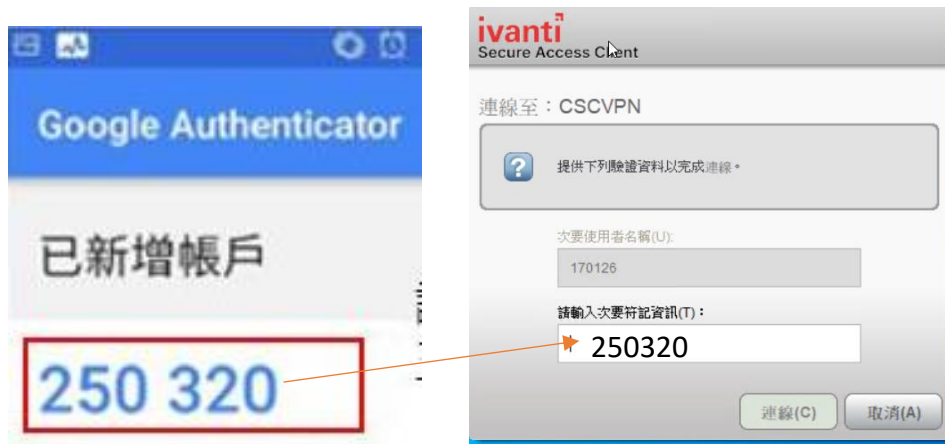 Google Authenticator
已新增帳戶
250 320
ivanti
Secure Access Client
連線至：CSCVPN
提供下列驗證資料以完成連線。
次要使用者名稱(U):
170126
請輸入次要符記資訊(T)：
250320
連線(C)
取消(A)